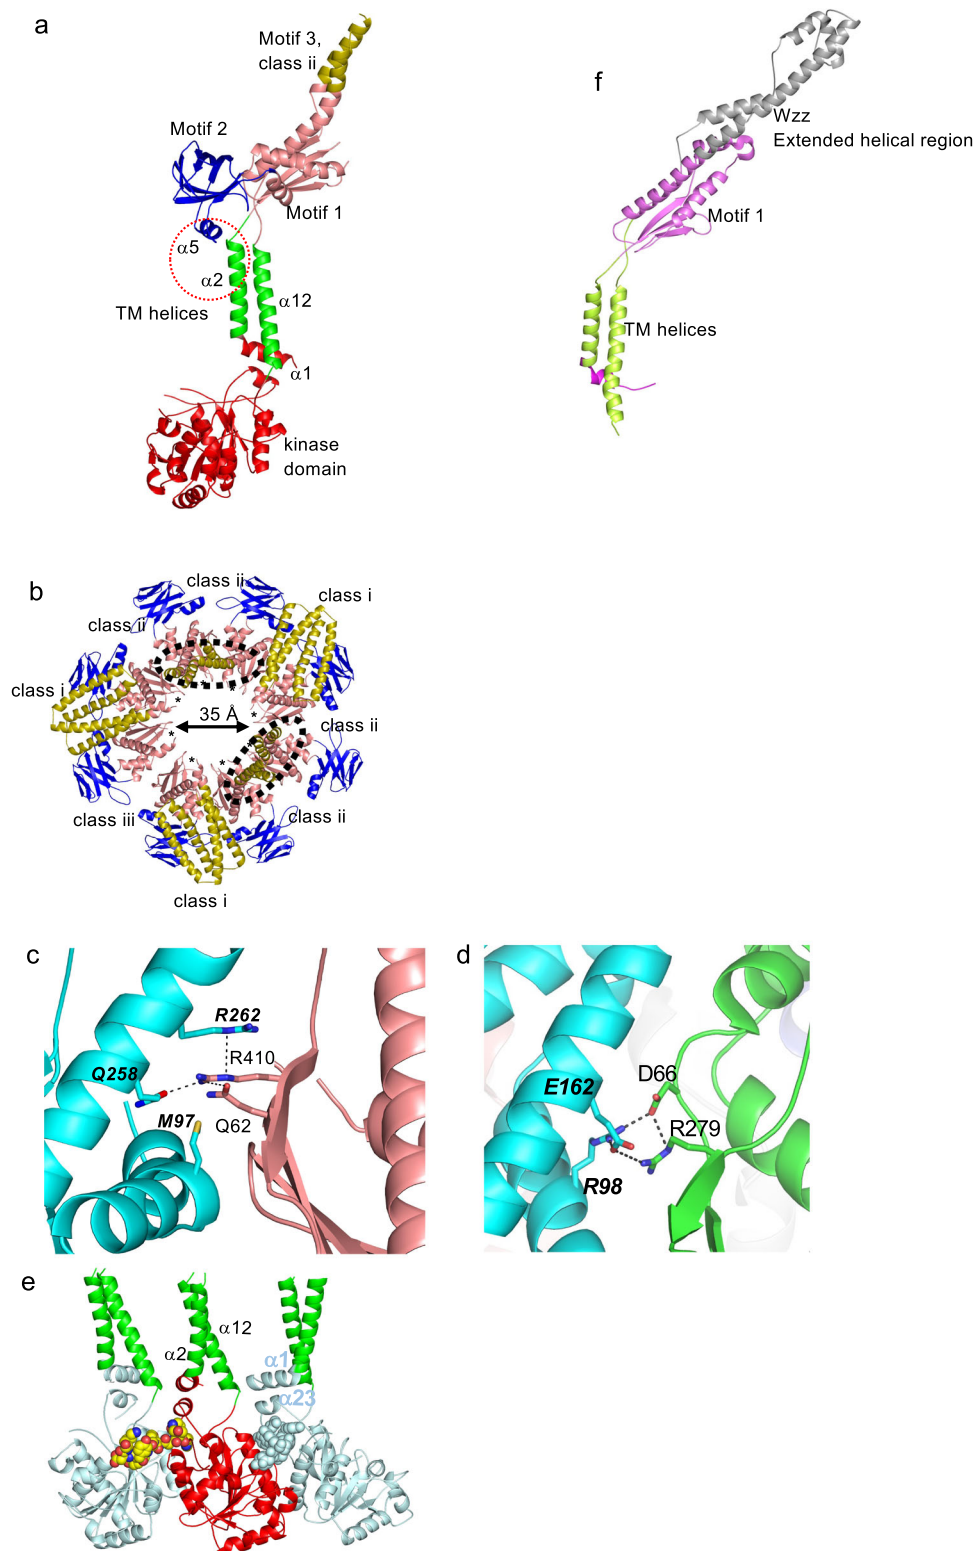 a
Motif 3,
class ii
Motif 2
Motif 1
α5
α2
α12
TM helices
α1
kinase
domain
f
Wzz
Extended helical region
Motif 1
TM helices
b
class ii
class i
class ii
class i
35 Å
class ii
class iii
class ii
class i
* * * * * * * *
c
R262
R410
Q258
M97
Q62
d
D66
E162
R279
R98
e
α12
α2
α1
α23